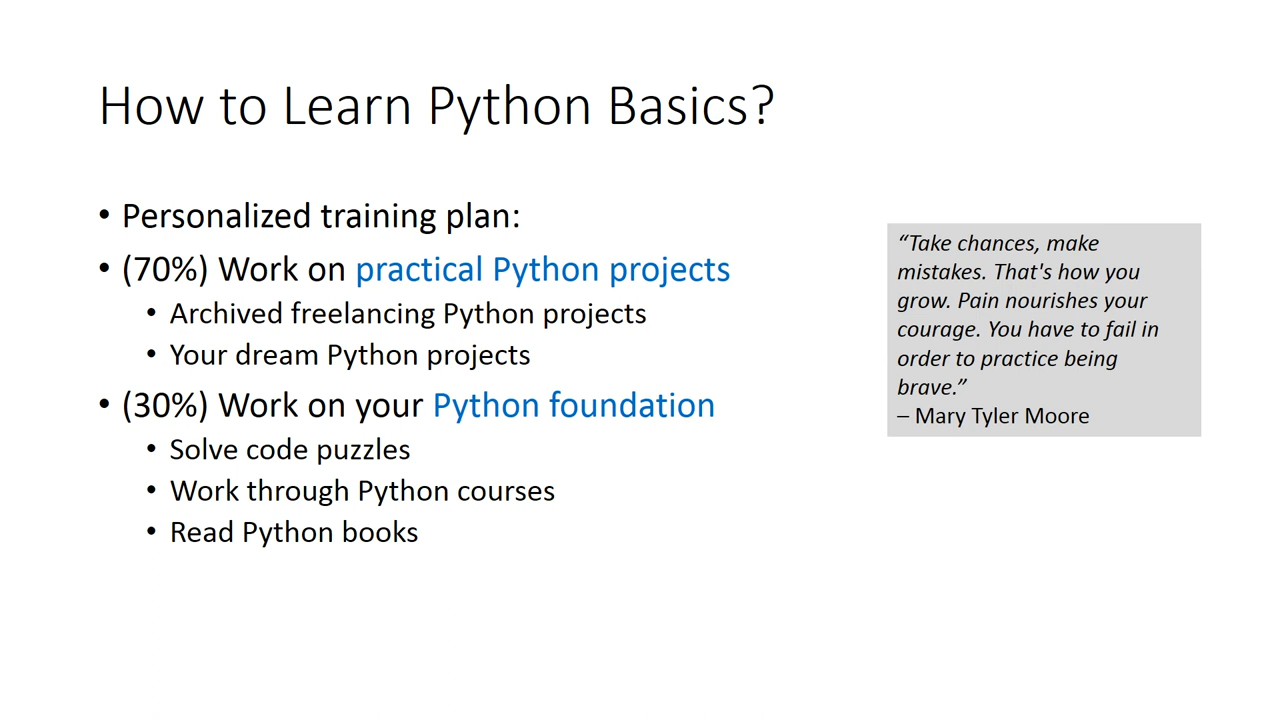 How to Learn Python Basics?
• Personalized training plan:
• (70%) Work on practical Python projects
• Archived freelancing Python projects
• Your dream Python projects
• (30%) Work on your Python foundation
• Solve code puzzles
• Work through Python courses
• Read Python books
“Take chances, make
mistakes. That's how you
grow. Pain nourishes your
courage. You have to fail in
order to practice being
brave.”
– Mary Tyler Moore